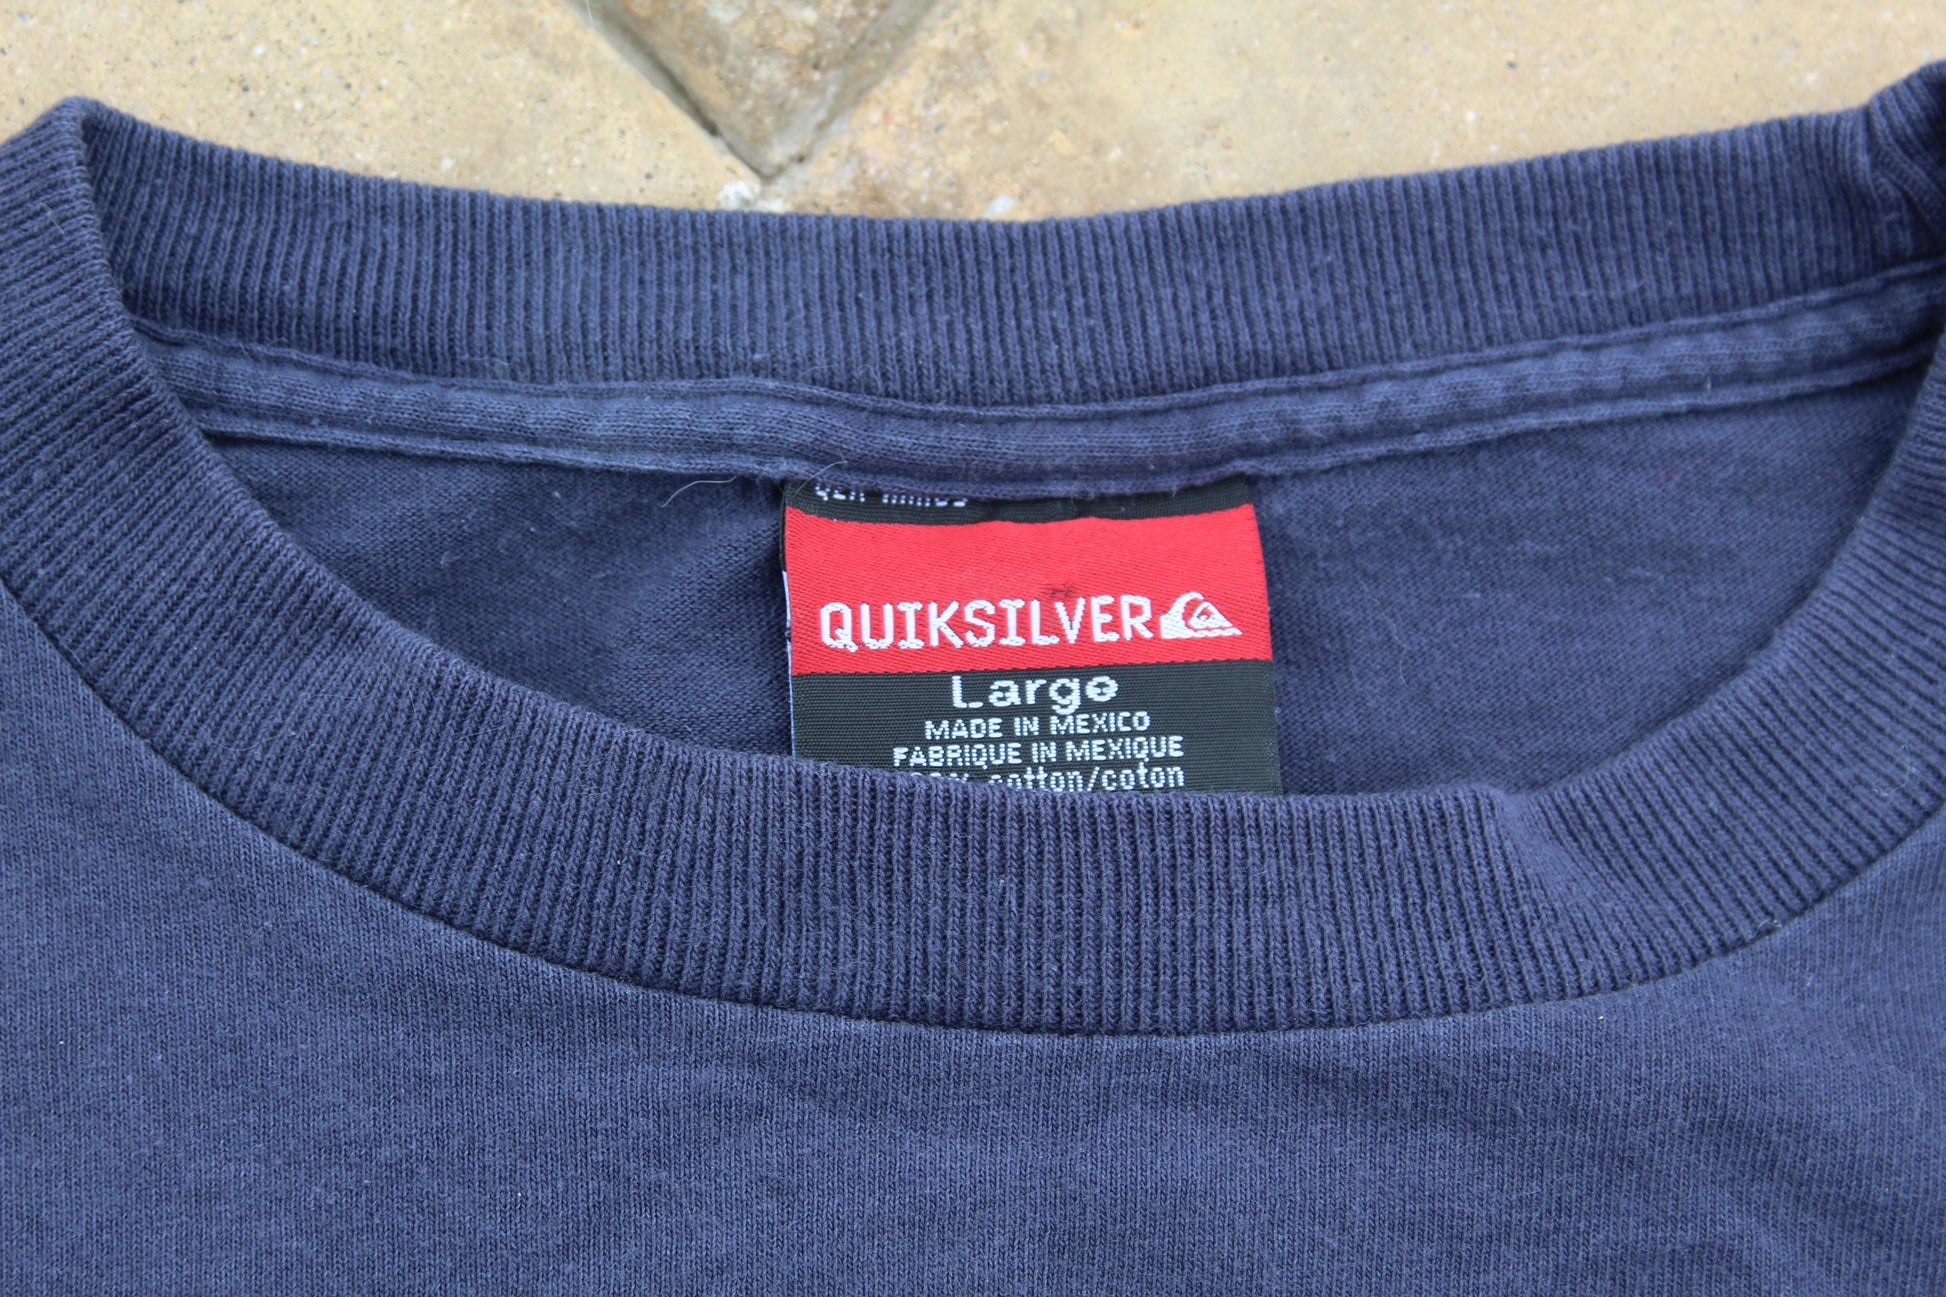 QUIKSILVER
Large
MADE IN MEXICO
FABRIQUE IN MEXIQUE
cotton/coton